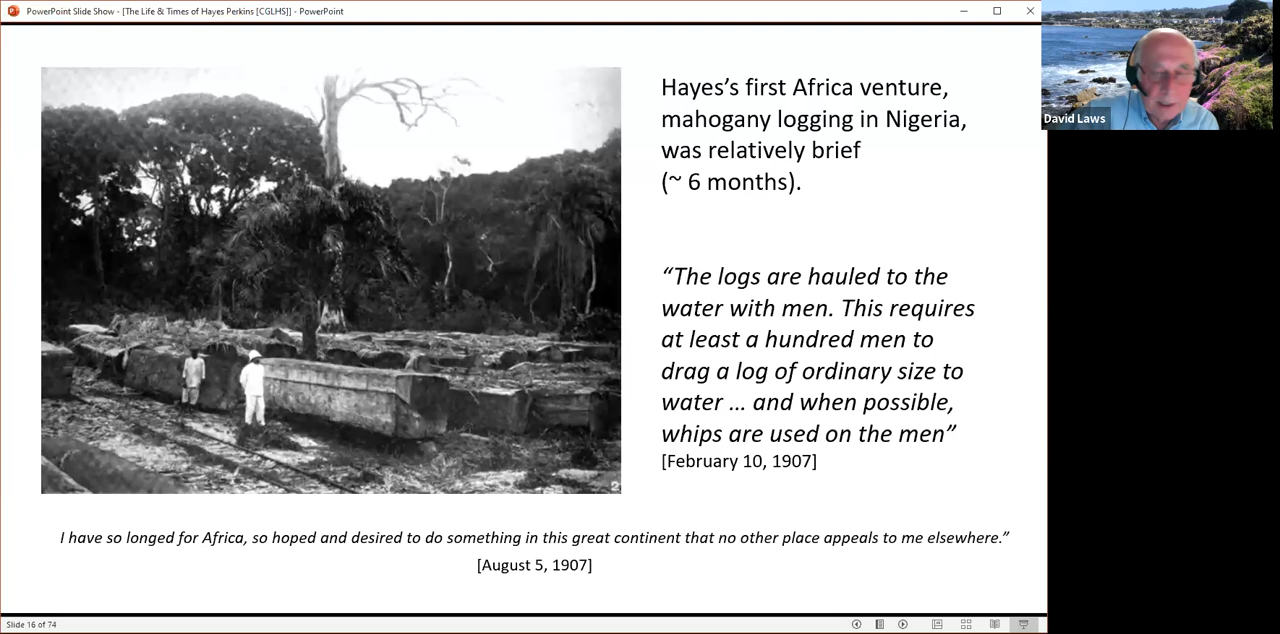 PowerPoint Slide Show - [The Life & Times of Hayes Perkins [CGLHS]] - PowerPoint
David Laws
Hayes’s first Africa venture,
mahogany logging in Nigeria,
was relatively brief
(~ 6 months).
“The logs are hauled to the
water with men. This requires
at least a hundred men to
drag a log of ordinary size to
water … and when possible,
whips are used on the men”
[February 10, 1907]
2
I have so longed for Africa, so hoped and desired to do something in this great continent that no other place appeals to me elsewhere.”
[August 5, 1907]
Slide 16 of 74